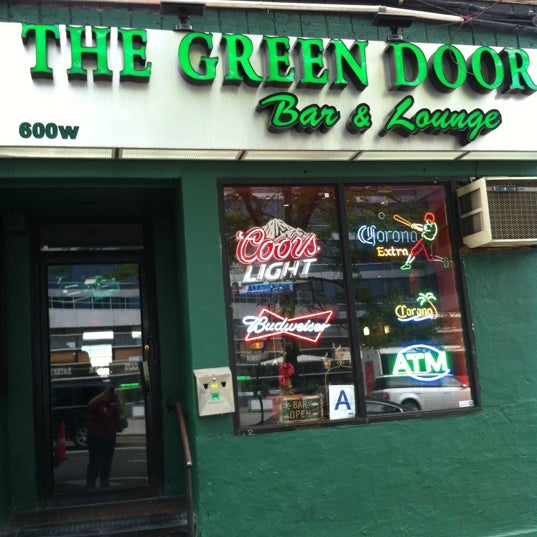 THE GREEN DOOR
Bar & Lounge
600W
Coors
LIGHT
Budweiser
Corona
Extra
Corona
ATM
BAR
OPEN
A